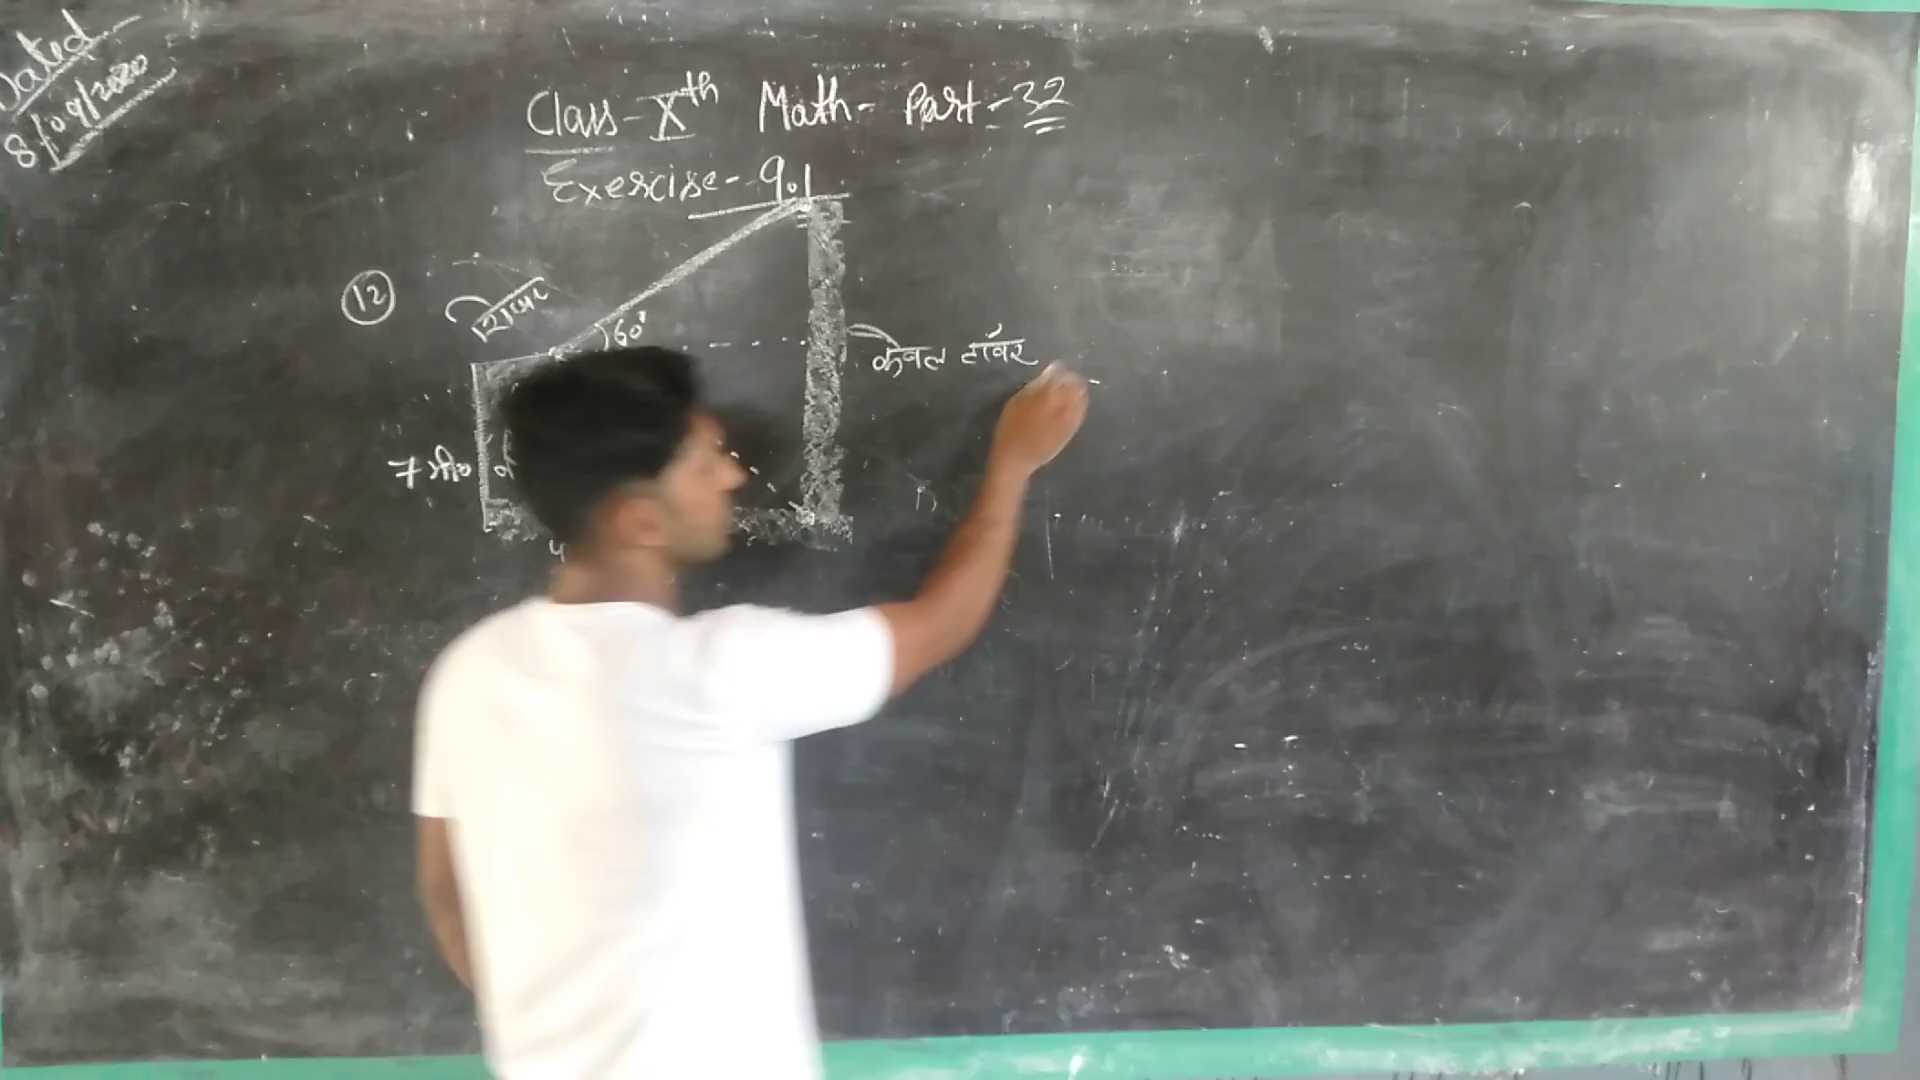 Dated
8/09/2020
Class-Xth Math- Part-32
Exercise-9.1
12
शिखर
60°
केबल टॉवर
7 मी०